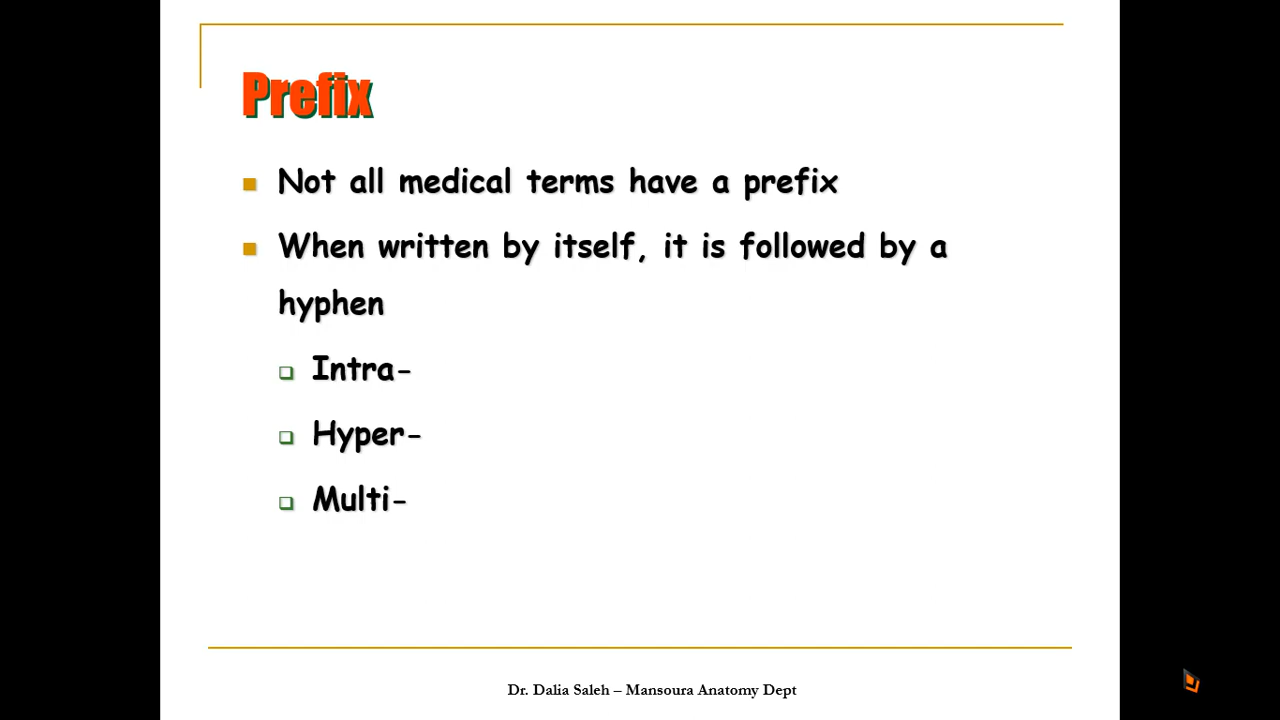 Prefix
Not all medical terms have a prefix
When written by itself, it is followed by a
hyphen
Intra-
Hyper-
Multi-
Dr. Dalia Saleh – Mansoura Anatomy Dept